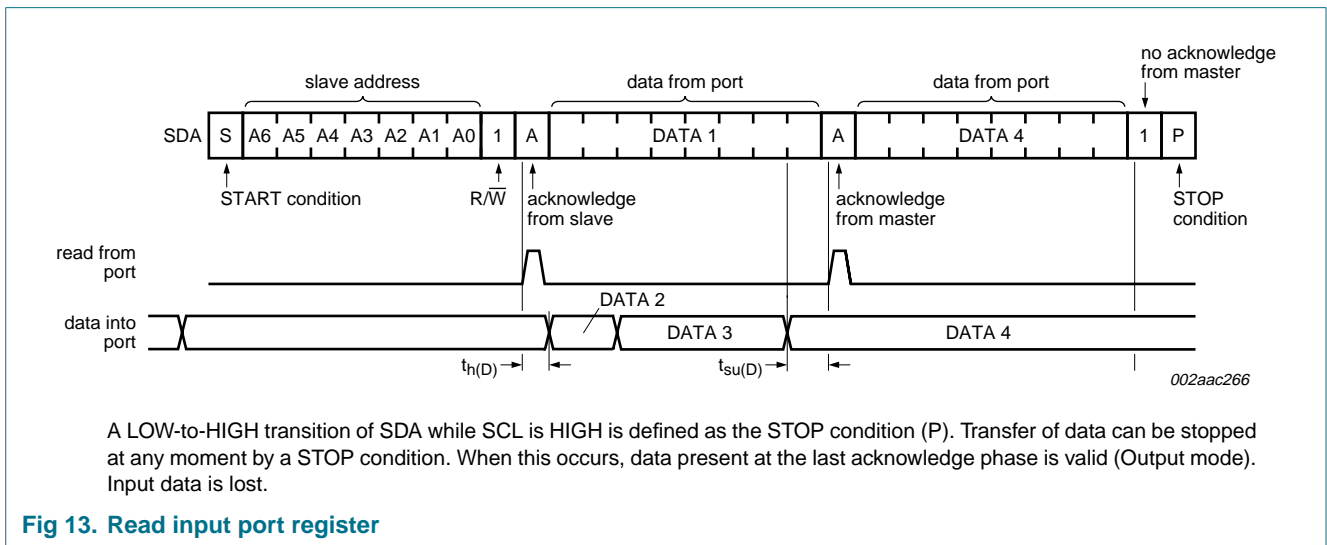 no acknowledge
from master
slave address
data from port
data from port
SDA S A6 A5 A4 A3 A2 A1 A0 1 A DATA 1 A DATA 4 1 P
START condition
R/W̅
acknowledge
from slave
acknowledge
from master
STOP
condition
read from
port
DATA 2
data into
port
DATA 3
DATA 4
th(D)
tsu(D)
002aac266
A LOW-to-HIGH transition of SDA while SCL is HIGH is defined as the STOP condition (P). Transfer of data can be stopped
at any moment by a STOP condition. When this occurs, data present at the last acknowledge phase is valid (Output mode).
Input data is lost.
Fig 13. Read input port register